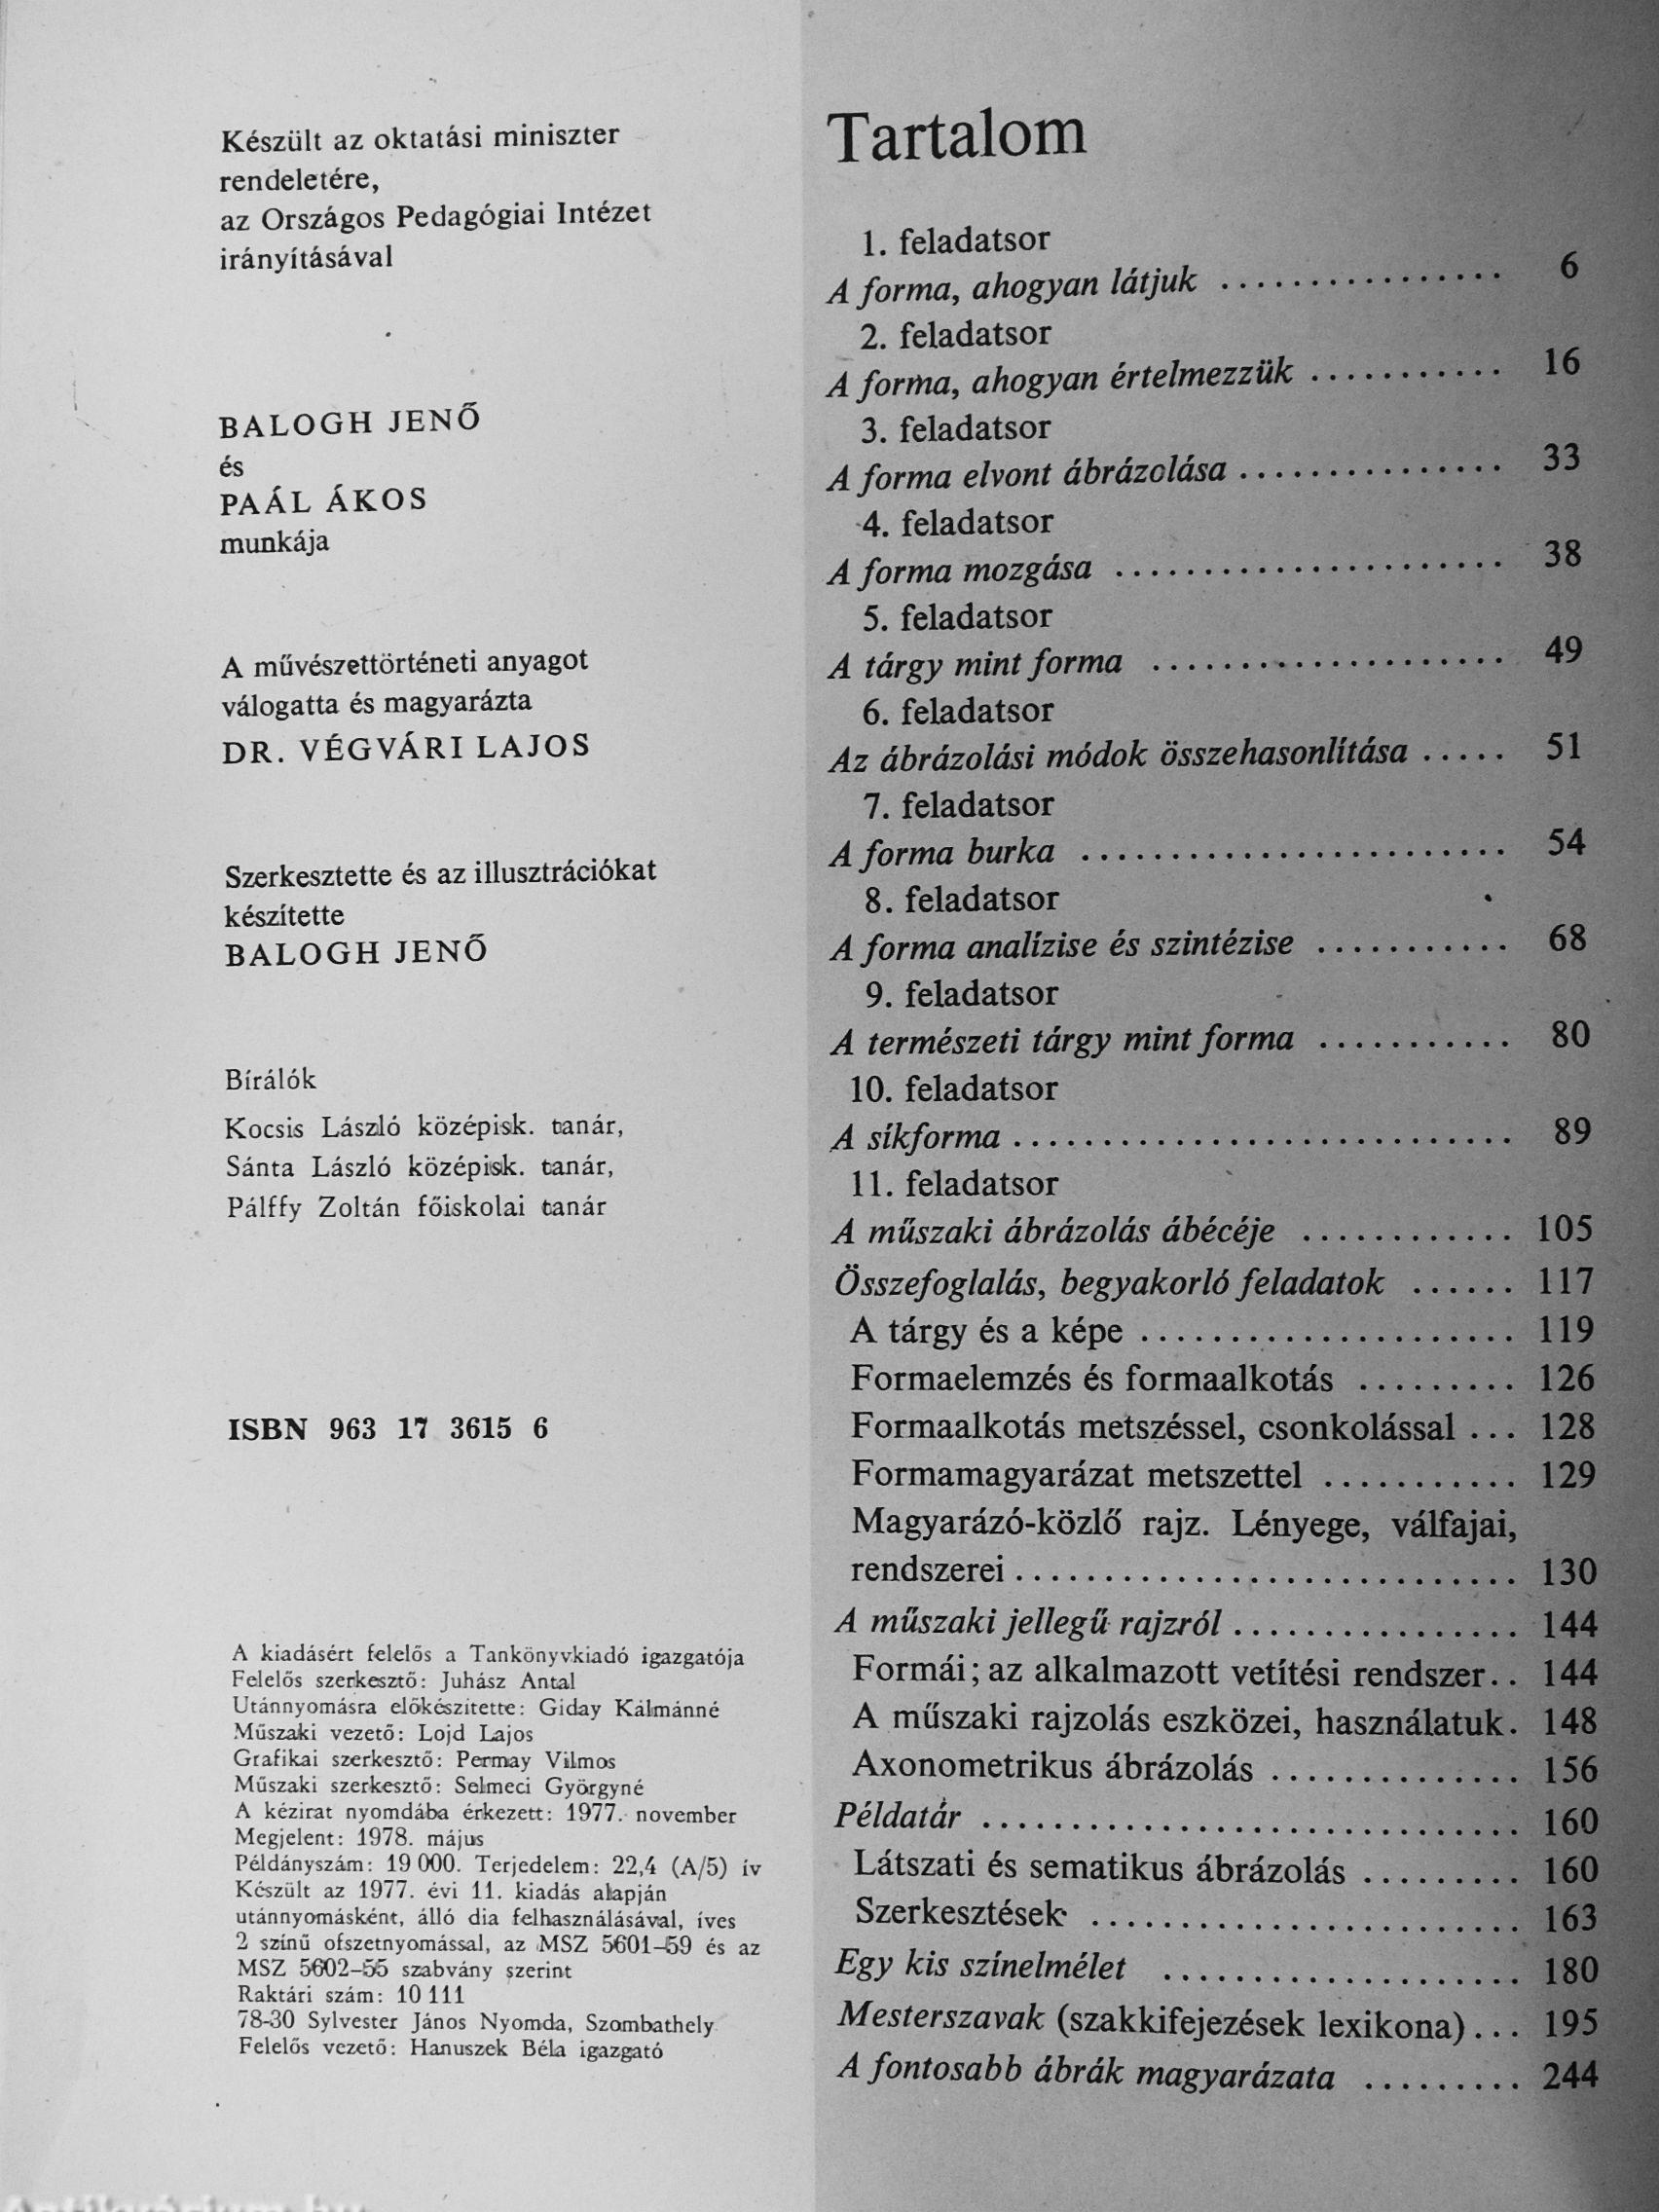 Készült az oktatási miniszter
rendeletére,
az Országos Pedagógiai Intézet
irányításával
BALOGH JENŐ
és
PAÁL ÁKOS
munkája
A művészettörténeti anyagot
válogatta és magyarázta
DR. VÉGVÁRI LAJOS
Szerkesztette és az illusztrációkat
készítette
BALOGH JENŐ
Bírálók
Kocsis László középisk. tanár,
Sánta László középisk. tanár,
Pálffy Zoltán főiskolai tanár
ISBN 963 17 3615 6
A kiadásért felelős a Tankönyvkiadó igazgatója
Felelős szerkesztő: Juhász Antal
Utánnyomásra előkészítette: Giday Kálmánné
Műszaki vezető: Lojd Lajos
Grafikai szerkesztő: Permay Vilmos
Műszaki szerkesztő: Selmeci Györgyné
A kézirat nyomdába érkezett: 1977. november
Megjelent: 1978. május
Példányszám: 19 000. Terjedelem: 22,4 (A/5) ív
Készült az 1977. évi 11. kiadás alapján
utánnyomásként, álló dia felhasználásával, íves
2 színű ofszetnyomással, az MSZ 5601–59 és az
MSZ 5602–55 szabvány szerint
Raktári szám: 10 111
78-30 Sylvester János Nyomda, Szombathely
Felelős vezető: Hanuszek Béla igazgató
Tartalom
1. feladatsor
A forma, ahogyan látjuk ................ 6
2. feladatsor
A forma, ahogyan értelmezzük ........... 16
3. feladatsor
A forma elvont ábrázolása ............... 33
4. feladatsor
A forma mozgása ...................... 38
5. feladatsor
A tárgy mint forma .................... 49
6. feladatsor
Az ábrázolási módok összehasonlítása ..... 51
7. feladatsor
A forma burka ........................ 54
8. feladatsor
A forma analízise és szintézise ........... 68
9. feladatsor
A természeti tárgy mint forma ........... 80
10. feladatsor
A síkforma ............................ 89
11. feladatsor
A műszaki ábrázolás ábécéje ............ 105
Összefoglalás, begyakorló feladatok ...... 117
A tárgy és a képe ..................... 119
Formaelemzés és formaalkotás ......... 126
Formaalkotás metszéssel, csonkolással ... 128
Formamagyarázat metszettel ........... 129
Magyarázó-közlő rajz. Lényege, válfajai,
rendszerei ............................ 130
A műszaki jellegű rajzról ................ 144
Formái; az alkalmazott vetítési rendszer.. 144
A műszaki rajzolás eszközei, használatuk. 148
Axonometrikus ábrázolás .............. 156
Példatár .............................. 160
Látszati és sematikus ábrázolás ......... 160
Szerkesztések ........................ 163
Egy kis színelmélet .................... 180
Mesterszavak (szakkifejezések lexikona)... 195
A fontosabb ábrák magyarázata ......... 244